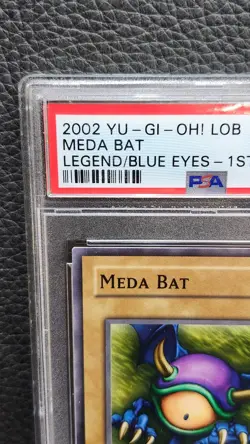 2002 YU-GI-OH! LOB
MEDA BAT
LEGEND/BLUE EYES-1ST
PSA
MEDA BAT